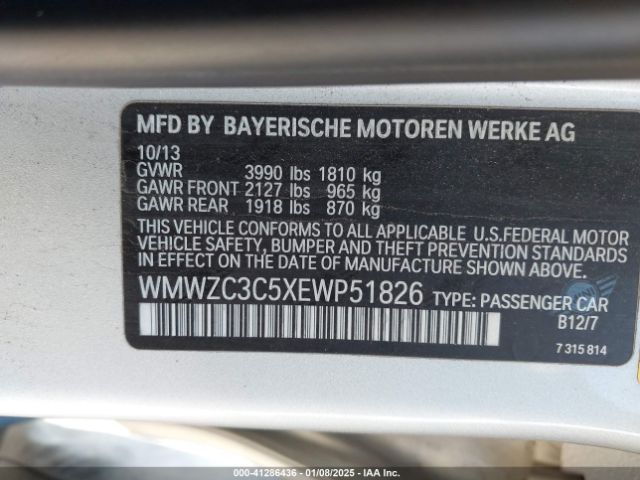 MFD BY BAYERISCHE MOTOREN WERKE AG
10/13
GVWR 3990 lbs 1810 kg
GAWR FRONT 2127 lbs 965 kg
GAWR REAR 1918 lbs 870 kg
THIS VEHICLE CONFORMS TO ALL APPLICABLE U.S.FEDERAL MOTOR
VEHICLE SAFETY, BUMPER AND THEFT PREVENTION STANDARDS
IN EFFECT ON THE DATE OF MANUFACTURE SHOWN ABOVE.
WMWZC3C5XEWP51826 TYPE: PASSENGER CAR
B12/7
7 315 814
000-41286436 - 01/08/2025 - IAA Inc.